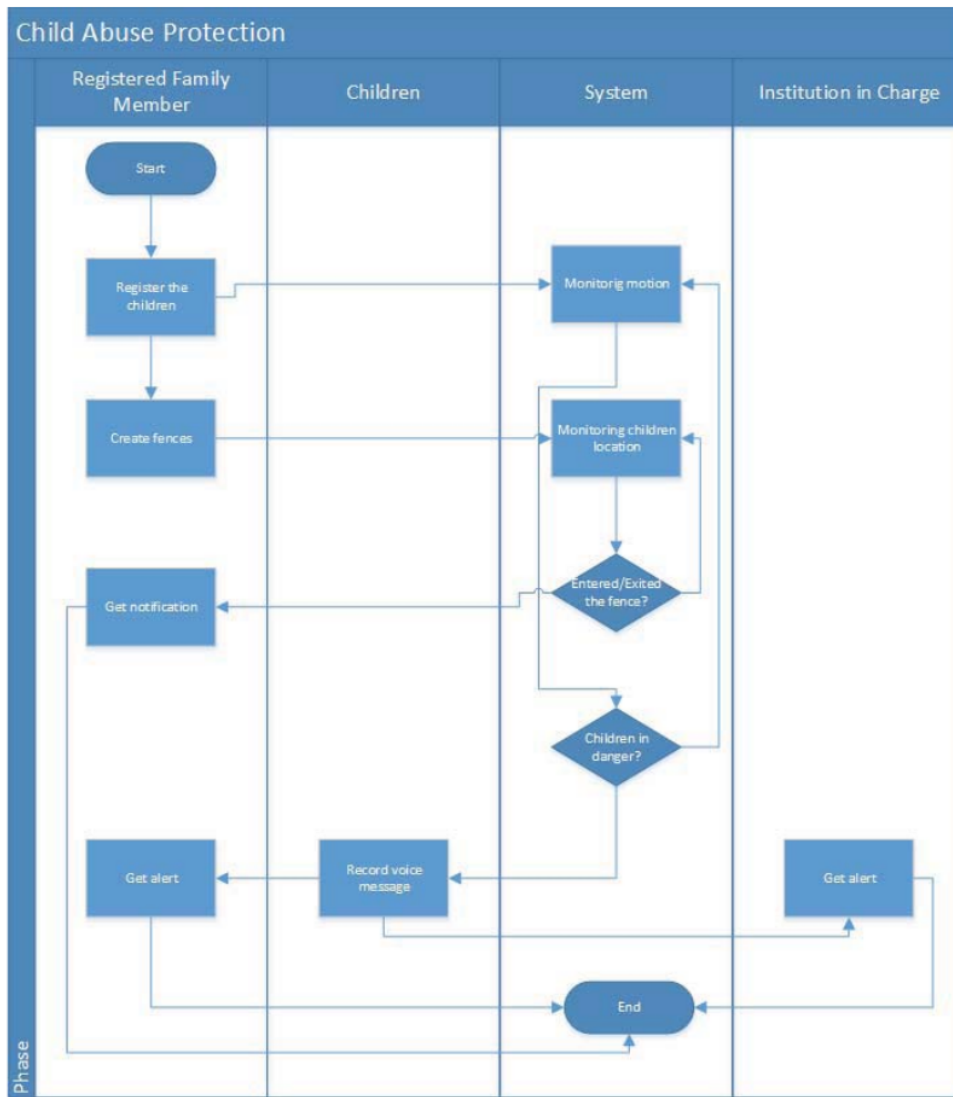 Child Abuse Protection
Registered Family
Member
Children
System
Institution in Charge
Start
Register the
children
Monitorig motion
Create fences
Monitoring children
location
Get notification
Entered/Exited
the fence?
Children in
danger?
Get alert
Record voice
message
Get alert
End
Phase